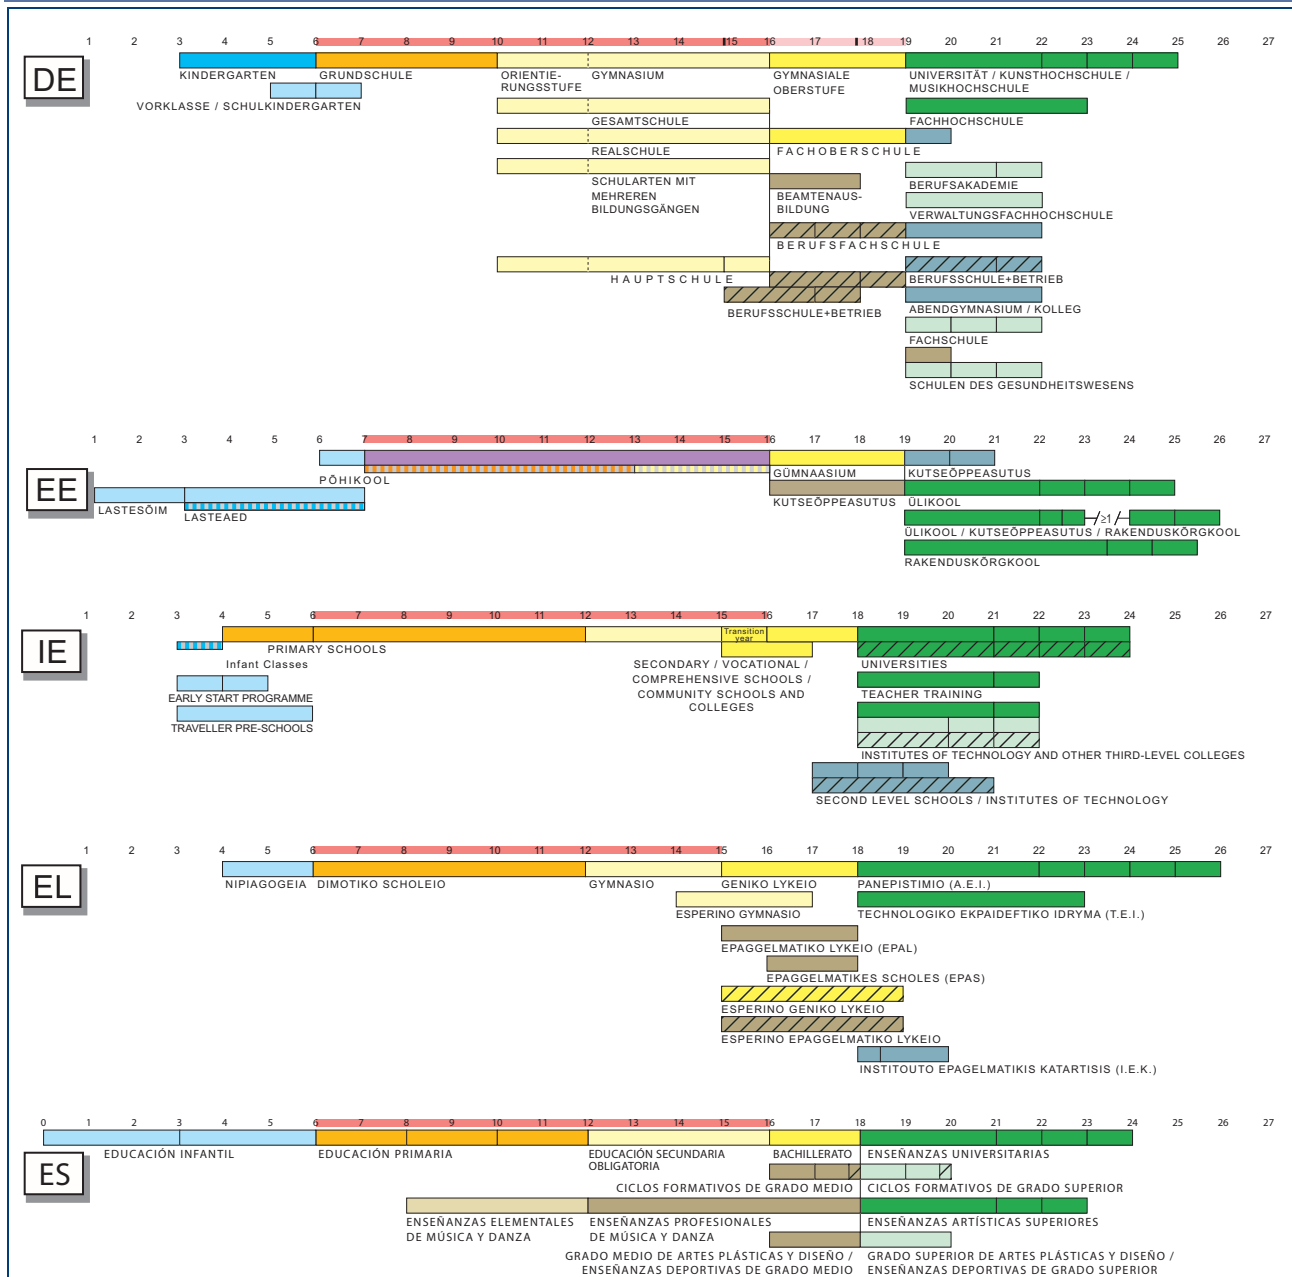 1 2 3 4 5 6 7 8 9 10 11 12 13 14 15 16 17 18 19 20 21 22 23 24 25 26 27
DE
KINDERGARTEN
GRUNDSCHULE
ORIENTIE-
RUNGSSTUFE
GYMNASIUM
GYMNASIALE
OBERSTUFE
UNIVERSITÄT / KUNSTHOCHSCHULE /
MUSIKHOCHSCHULE
VORKLASSE / SCHULKINDERGARTEN
GESAMTSCHULE
FACHHOCHSCHULE
REALSCHULE
FACHOBERSCHULE
SCHULARTEN MIT
MEHREREN
BILDUNGSGÄNGEN
BEAMTENAUS-
BILDUNG
BERUFSAKADEMIE
VERWALTUNGSFACHHOCHSCHULE
BERUFSFACHSCHULE
HAUPTSCHULE
BERUFSSCHULE+BETRIEB
BERUFSSCHULE+BETRIEB
ABENDGYMNASIUM / KOLLEG
FACHSCHULE
SCHULEN DES GESUNDHEITSWESENS
1 2 3 4 5 6 7 8 9 10 11 12 13 14 15 16 17 18 19 20 21 22 23 24 25 26 27
EE
PÕHIKOOL
GÜMNAASIUM
KUTSEÕPPEASUTUS
LASTESÕIM
LASTEAED
KUTSEÕPPEASUTUS
ÜLIKOOL
≥1
ÜLIKOOL / KUTSEÕPPEASUTUS / RAKENDUSKÕRGKOOL
RAKENDUSKÕRGKOOL
1 2 3 4 5 6 7 8 9 10 11 12 13 14 15 16 17 18 19 20 21 22 23 24 25 26 27
IE
Transition
year
PRIMARY SCHOOLS
Infant Classes
SECONDARY / VOCATIONAL /
COMPREHENSIVE SCHOOLS /
COMMUNITY SCHOOLS AND
COLLEGES
UNIVERSITIES
EARLY START PROGRAMME
TEACHER TRAINING
TRAVELLER PRE-SCHOOLS
INSTITUTES OF TECHNOLOGY AND OTHER THIRD-LEVEL COLLEGES
SECOND LEVEL SCHOOLS / INSTITUTES OF TECHNOLOGY
1 2 3 4 5 6 7 8 9 10 11 12 13 14 15 16 17 18 19 20 21 22 23 24 25 26 27
EL
NIPIAGOGEIA
DIMOTIKO SCHOLEIO
GYMNASIO
GENIKO LYKEIO
PANEPISTIMIO (A.E.I.)
ESPERINO GYMNASIO
TECHNOLOGIKO EKPAIDEFTIKO IDRYMA (T.E.I.)
EPAGGELMATIKO LYKEIO (EPAL)
EPAGGELMATIKES SCHOLES (EPAS)
ESPERINO GENIKO LYKEIO
ESPERINO EPAGGELMATIKO LYKEIO
INSTITOUTO EPAGELMATIKIS KATARTISIS (I.E.K.)
0 1 2 3 4 5 6 7 8 9 10 11 12 13 14 15 16 17 18 19 20 21 22 23 24 25 26 27
ES
EDUCACIÓN INFANTIL
EDUCACIÓN PRIMARIA
EDUCACIÓN SECUNDARIA
OBLIGATORIA
BACHILLERATO
ENSEÑANZAS UNIVERSITARIAS
CICLOS FORMATIVOS DE GRADO MEDIO
CICLOS FORMATIVOS DE GRADO SUPERIOR
ENSEÑANZAS ELEMENTALES
DE MÚSICA Y DANZA
ENSEÑANZAS PROFESIONALES
DE MÚSICA Y DANZA
ENSEÑANZAS ARTÍSTICAS SUPERIORES
GRADO MEDIO DE ARTES PLÁSTICAS Y DISEÑO /
ENSEÑANZAS DEPORTIVAS DE GRADO MEDIO
GRADO SUPERIOR DE ARTES PLÁSTICAS Y DISEÑO /
ENSEÑANZAS DEPORTIVAS DE GRADO SUPERIOR